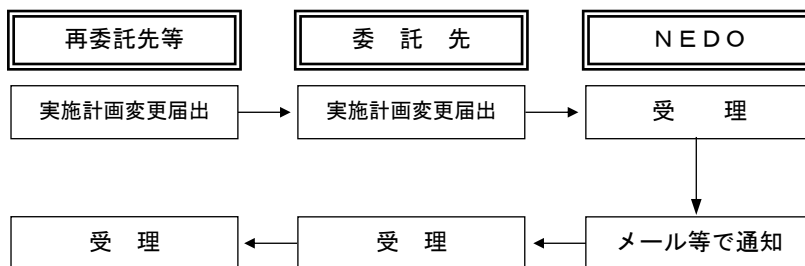 再委託先等
委 託 先
ＮＥＤＯ
実施計画変更届出
実施計画変更届出
受 理
受 理
受 理
メール等で通知